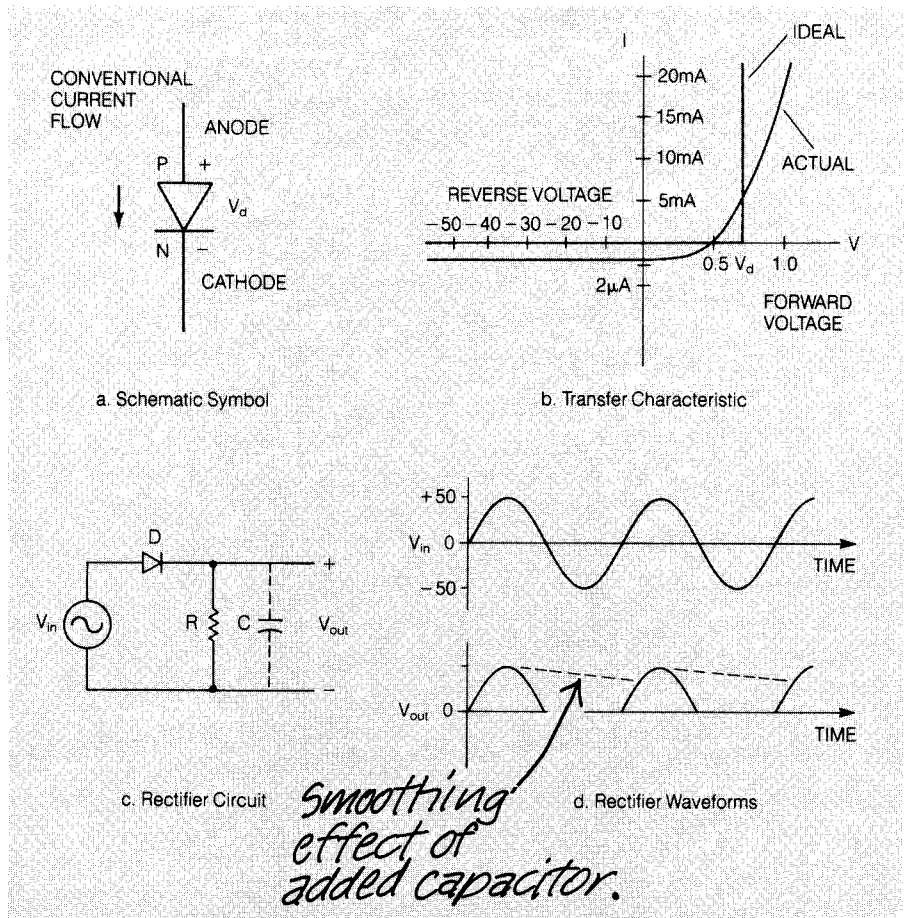 CONVENTIONAL
CURRENT
FLOW
ANODE
P +
V_d
N −
CATHODE
a. Schematic Symbol
I
IDEAL
20mA
15mA
10mA
ACTUAL
5mA
REVERSE VOLTAGE
−50 −40 −30 −20 −10
V
0.5 V_d 1.0
2μA
FORWARD
VOLTAGE
b. Transfer Characteristic
D
+
V_in
R
C
V_out
−
c. Rectifier Circuit
+50
V_in 0
TIME
−50
V_out 0
TIME
d. Rectifier Waveforms
Smoothing
effect of
added capacitor.